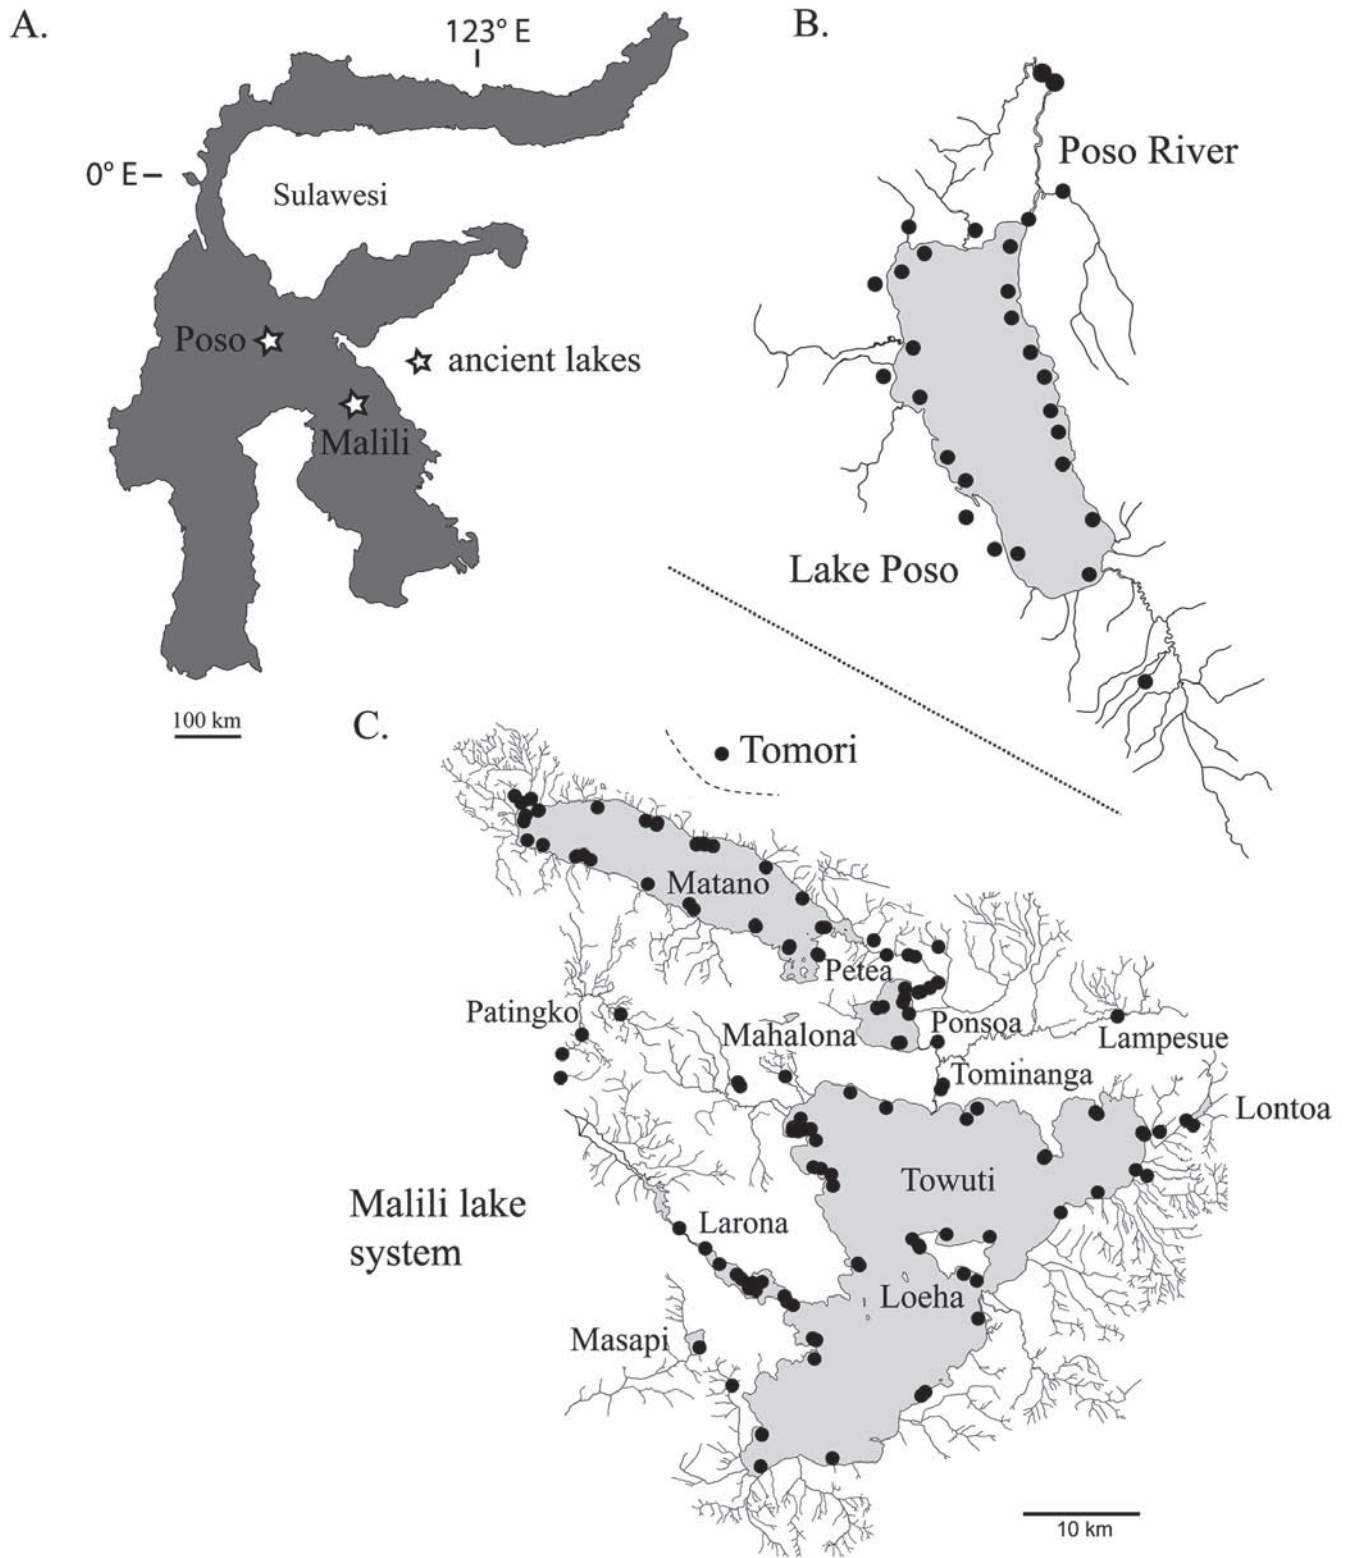 A.
123° E
0° E
Sulawesi
Poso
ancient lakes
Malili
100 km
B.
Poso River
Lake Poso
C.
Tomori
Matano
Petea
Patingko
Mahalona
Ponsoa
Lampesue
Tominanga
Lontoa
Towuti
Malili lake
system
Larona
Loeha
Masapi
10 km